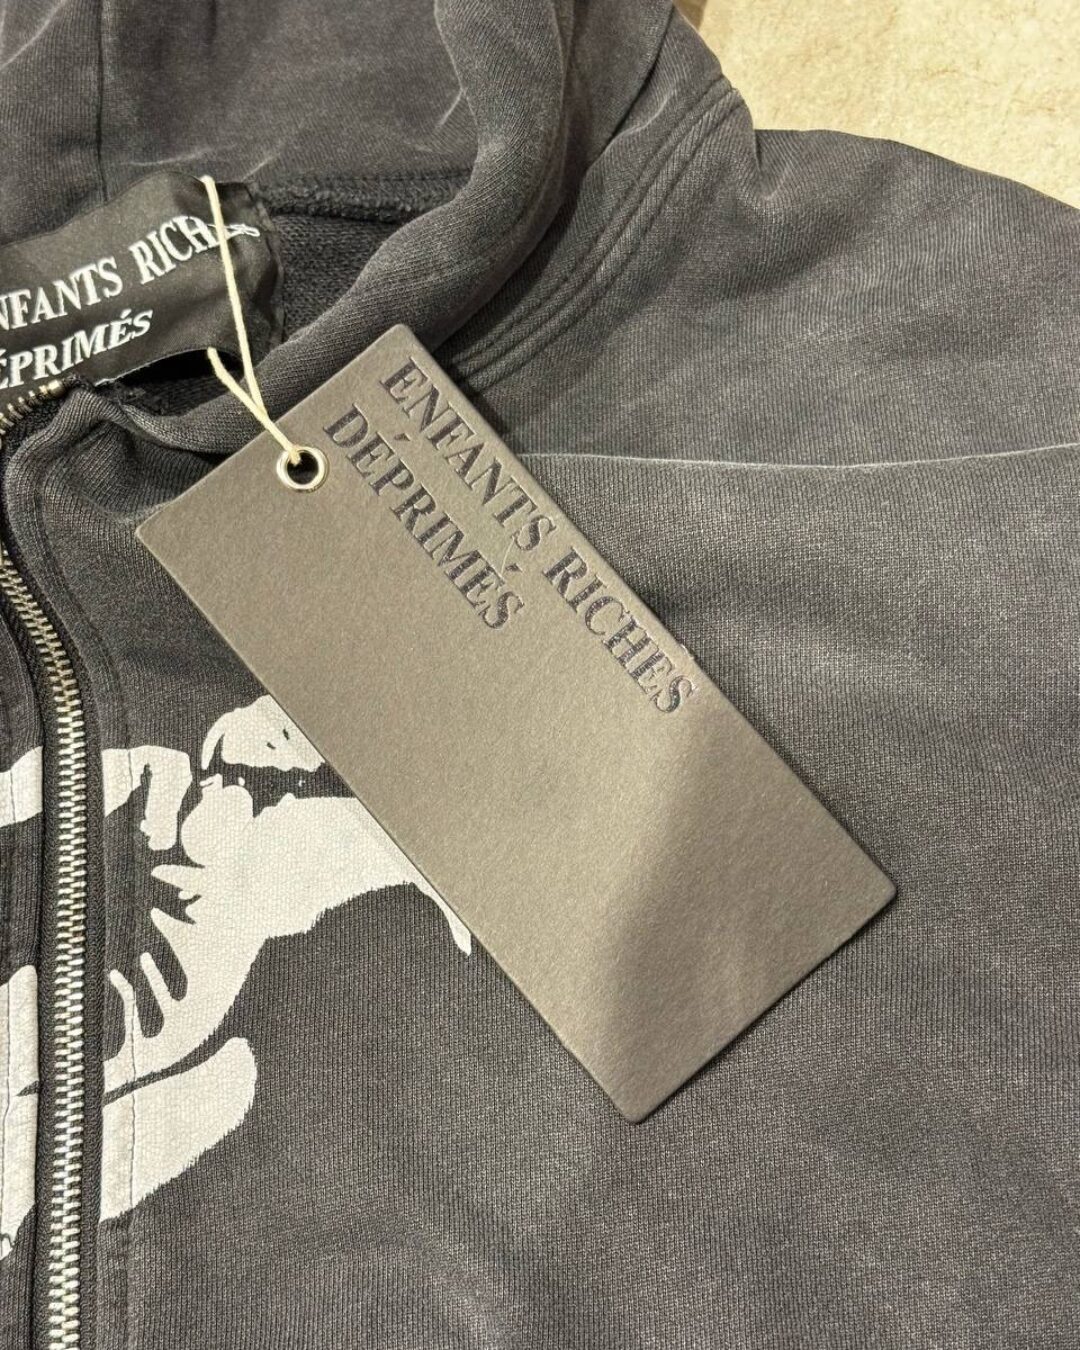 NFANTS RICH
ÉPRIMÉS
ENFANTS RICHES
DÉPRIMÉS